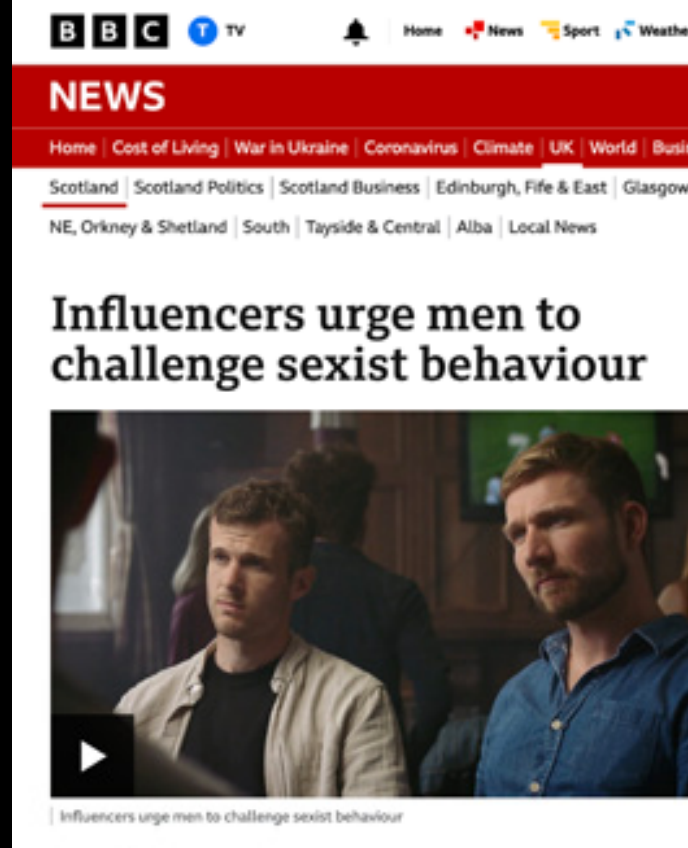 BBC T TV Home News Sport Weathe
NEWS
Home Cost of Living War in Ukraine Coronavirus Climate UK World Busi
Scotland Scotland Politics Scotland Business Edinburgh, Fife & East Glasgow
NE, Orkney & Shetland South Tayside & Central Alba Local News
Influencers urge men to
challenge sexist behaviour
Influencers urge men to challenge sexist behaviour